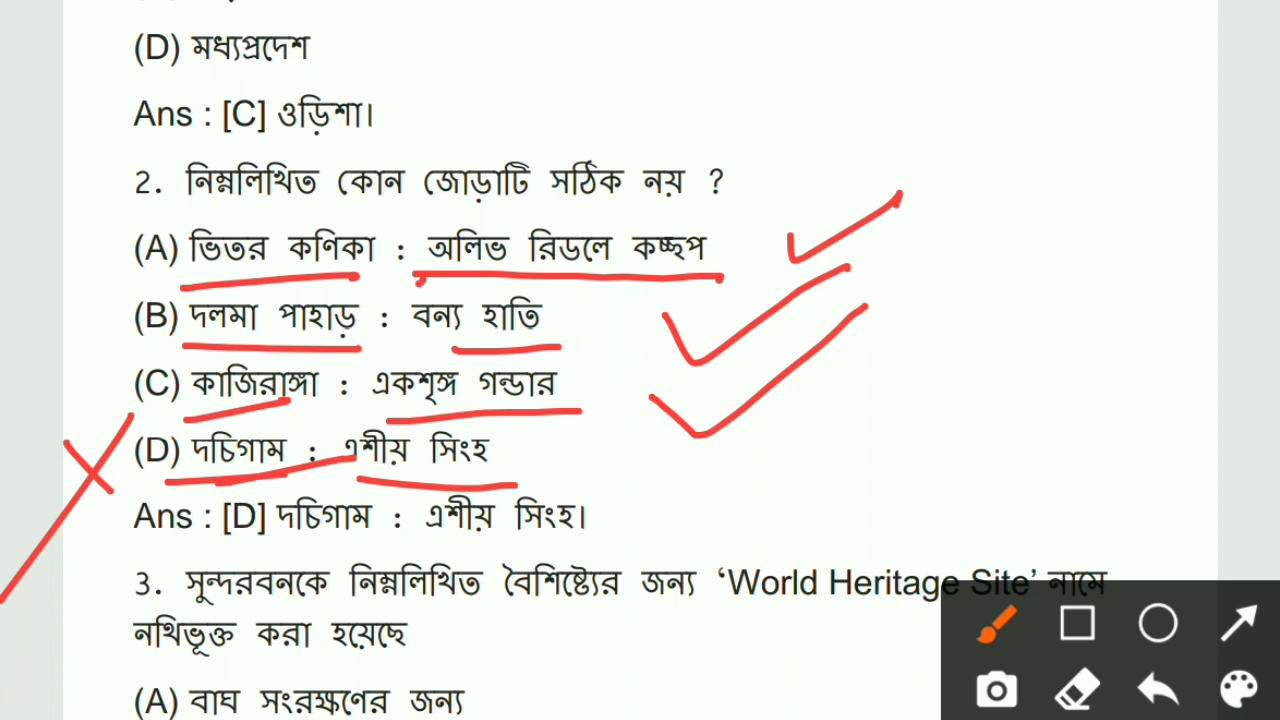 (D) মধ্যপ্রদেশ
Ans : [C] ওড়িশা।
2. নিম্নলিখিত কোন জোড়াটি সঠিক নয় ?
(A) ভিতর কণিকা : অলিভ রিডলে কচ্ছপ
(B) দলমা পাহাড় : বন্য হাতি
(C) কাজিরাঙ্গা : একশৃঙ্গ গন্ডার
(D) দচিগাম : এশীয় সিংহ
Ans : [D] দচিগাম : এশীয় সিংহ।
3. সুন্দরবনকে নিম্নলিখিত বৈশিষ্ট্যের জন্য ‘World Heritage Site’ নামে
নথিভূক্ত করা হয়েছে
(A) বাঘ সংরক্ষণের জন্য